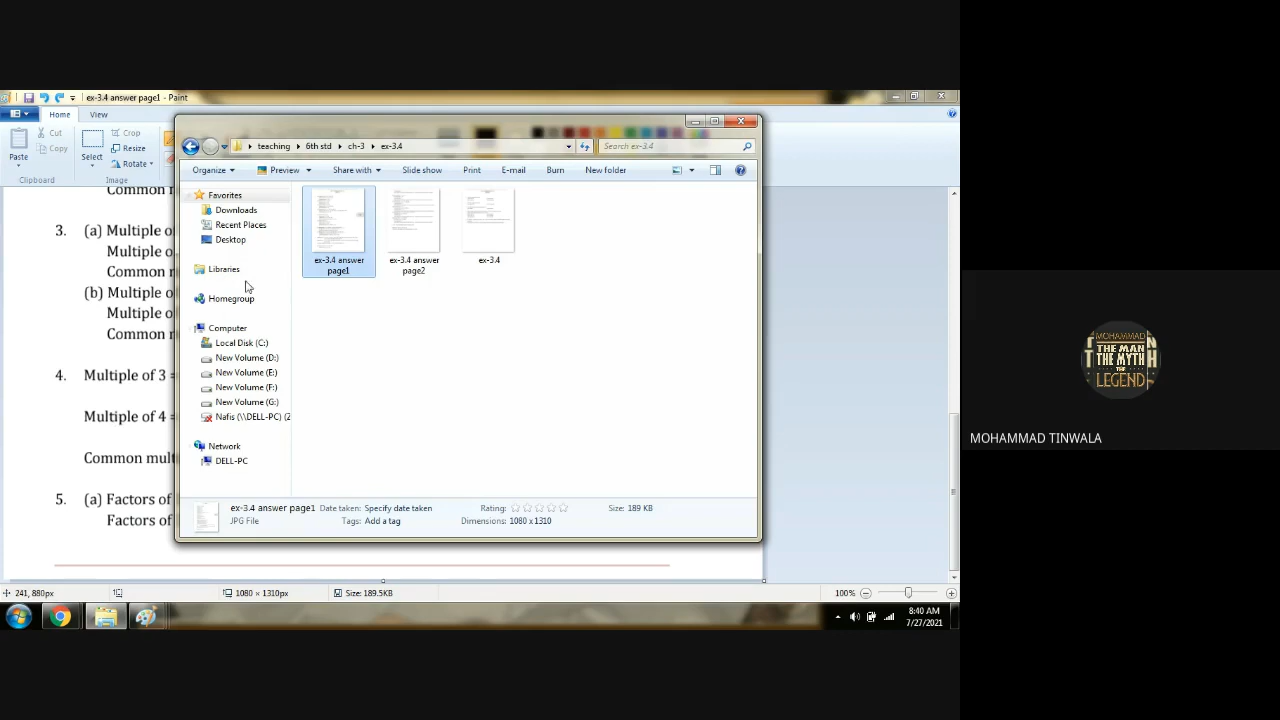 ex-3.4 answer page1 - Paint
Home
View
Paste
Cut
Copy
Clipboard
Select
Crop
Resize
Rotate
Image
teaching
6th std
ch-3
ex-3.4
Search ex-3.4
Organize
Preview
Share with
Slide show
Print
E-mail
Burn
New folder
Favorites
Downloads
Recent Places
Desktop
Libraries
Homegroup
Computer
Local Disk (C:)
New Volume (D:)
New Volume (E:)
New Volume (F:)
New Volume (G:)
Nafis (\\DELL-PC) (Z
Network
DELL-PC
ex-3.4 answer
page1
ex-3.4 answer
page2
ex-3.4
ex-3.4 answer page1
JPG File
Date taken: Specify date taken
Tags: Add a tag
Rating:
Dimensions: 1080 x 1310
Size: 189 KB
Common
3. (a) Multiple
Multiple
Common
(b) Multiple
Multiple
Common
4. Multiple of 3 =
Multiple of 4 =
Common
5. (a) Factors of
Factors of
241, 880px
1080 × 1310px
Size: 189.5KB
100%
8:40 AM
7/27/2021
MOHAMMAD
THE MAN
THE MYTH
THE
LEGEND
MOHAMMAD TINWALA